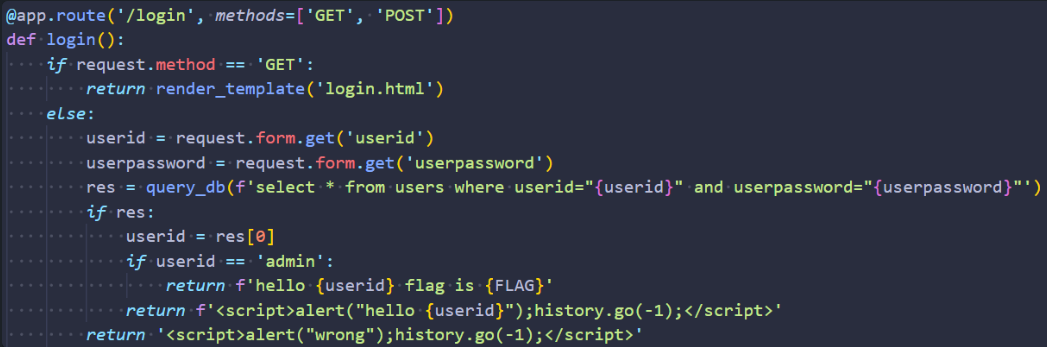 @app.route('/login', methods=['GET', 'POST'])
def login():
    if request.method == 'GET':
        return render_template('login.html')
    else:
        userid = request.form.get('userid')
        userpassword = request.form.get('userpassword')
        res = query_db(f'select * from users where userid="{userid}" and userpassword="{userpassword}"')
        if res:
            userid = res[0]
            if userid == 'admin':
                return f'hello {userid} flag is {FLAG}'
            return f'<script>alert("hello {userid}");history.go(-1);</script>'
        return '<script>alert("wrong");history.go(-1);</script>'